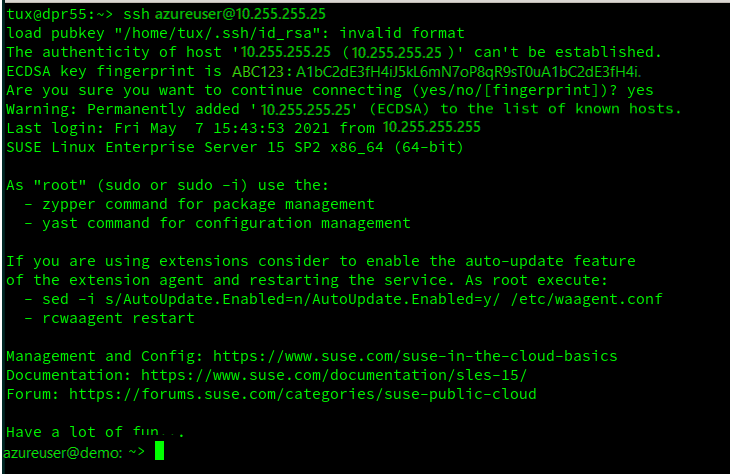 tux@dpr55:~> ssh azureuser@10.255.255.25
load pubkey "/home/tux/.ssh/id_rsa": invalid format
The authenticity of host '10.255.255.25 (10.255.255.25 )' can't be established.
ECDSA key fingerprint is ABC123:A1bC2dE3fH4iJ5kL6mN7oP8qR9sT0uA1bC2dE3fH4i.
Are you sure you want to continue connecting (yes/no/[fingerprint])? yes
Warning: Permanently added '10.255.255.25' (ECDSA) to the list of known hosts.
Last login: Fri May  7 15:43:53 2021 from 10.255.255.255
SUSE Linux Enterprise Server 15 SP2 x86_64 (64-bit)

As "root" (sudo or sudo -i) use the:
  - zypper command for package management
  - yast command for configuration management

If you are using extensions consider to enable the auto-update feature
of the extension agent and restarting the service. As root execute:
  - sed -i s/AutoUpdate.Enabled=n/AutoUpdate.Enabled=y/ /etc/waagent.conf
  - rcwaagent restart

Management and Config: https://www.suse.com/suse-in-the-cloud-basics
Documentation: https://www.suse.com/documentation/sles-15/
Forum: https://forums.suse.com/categories/suse-public-cloud

Have a lot of fun...
azureuser@demo: ~>